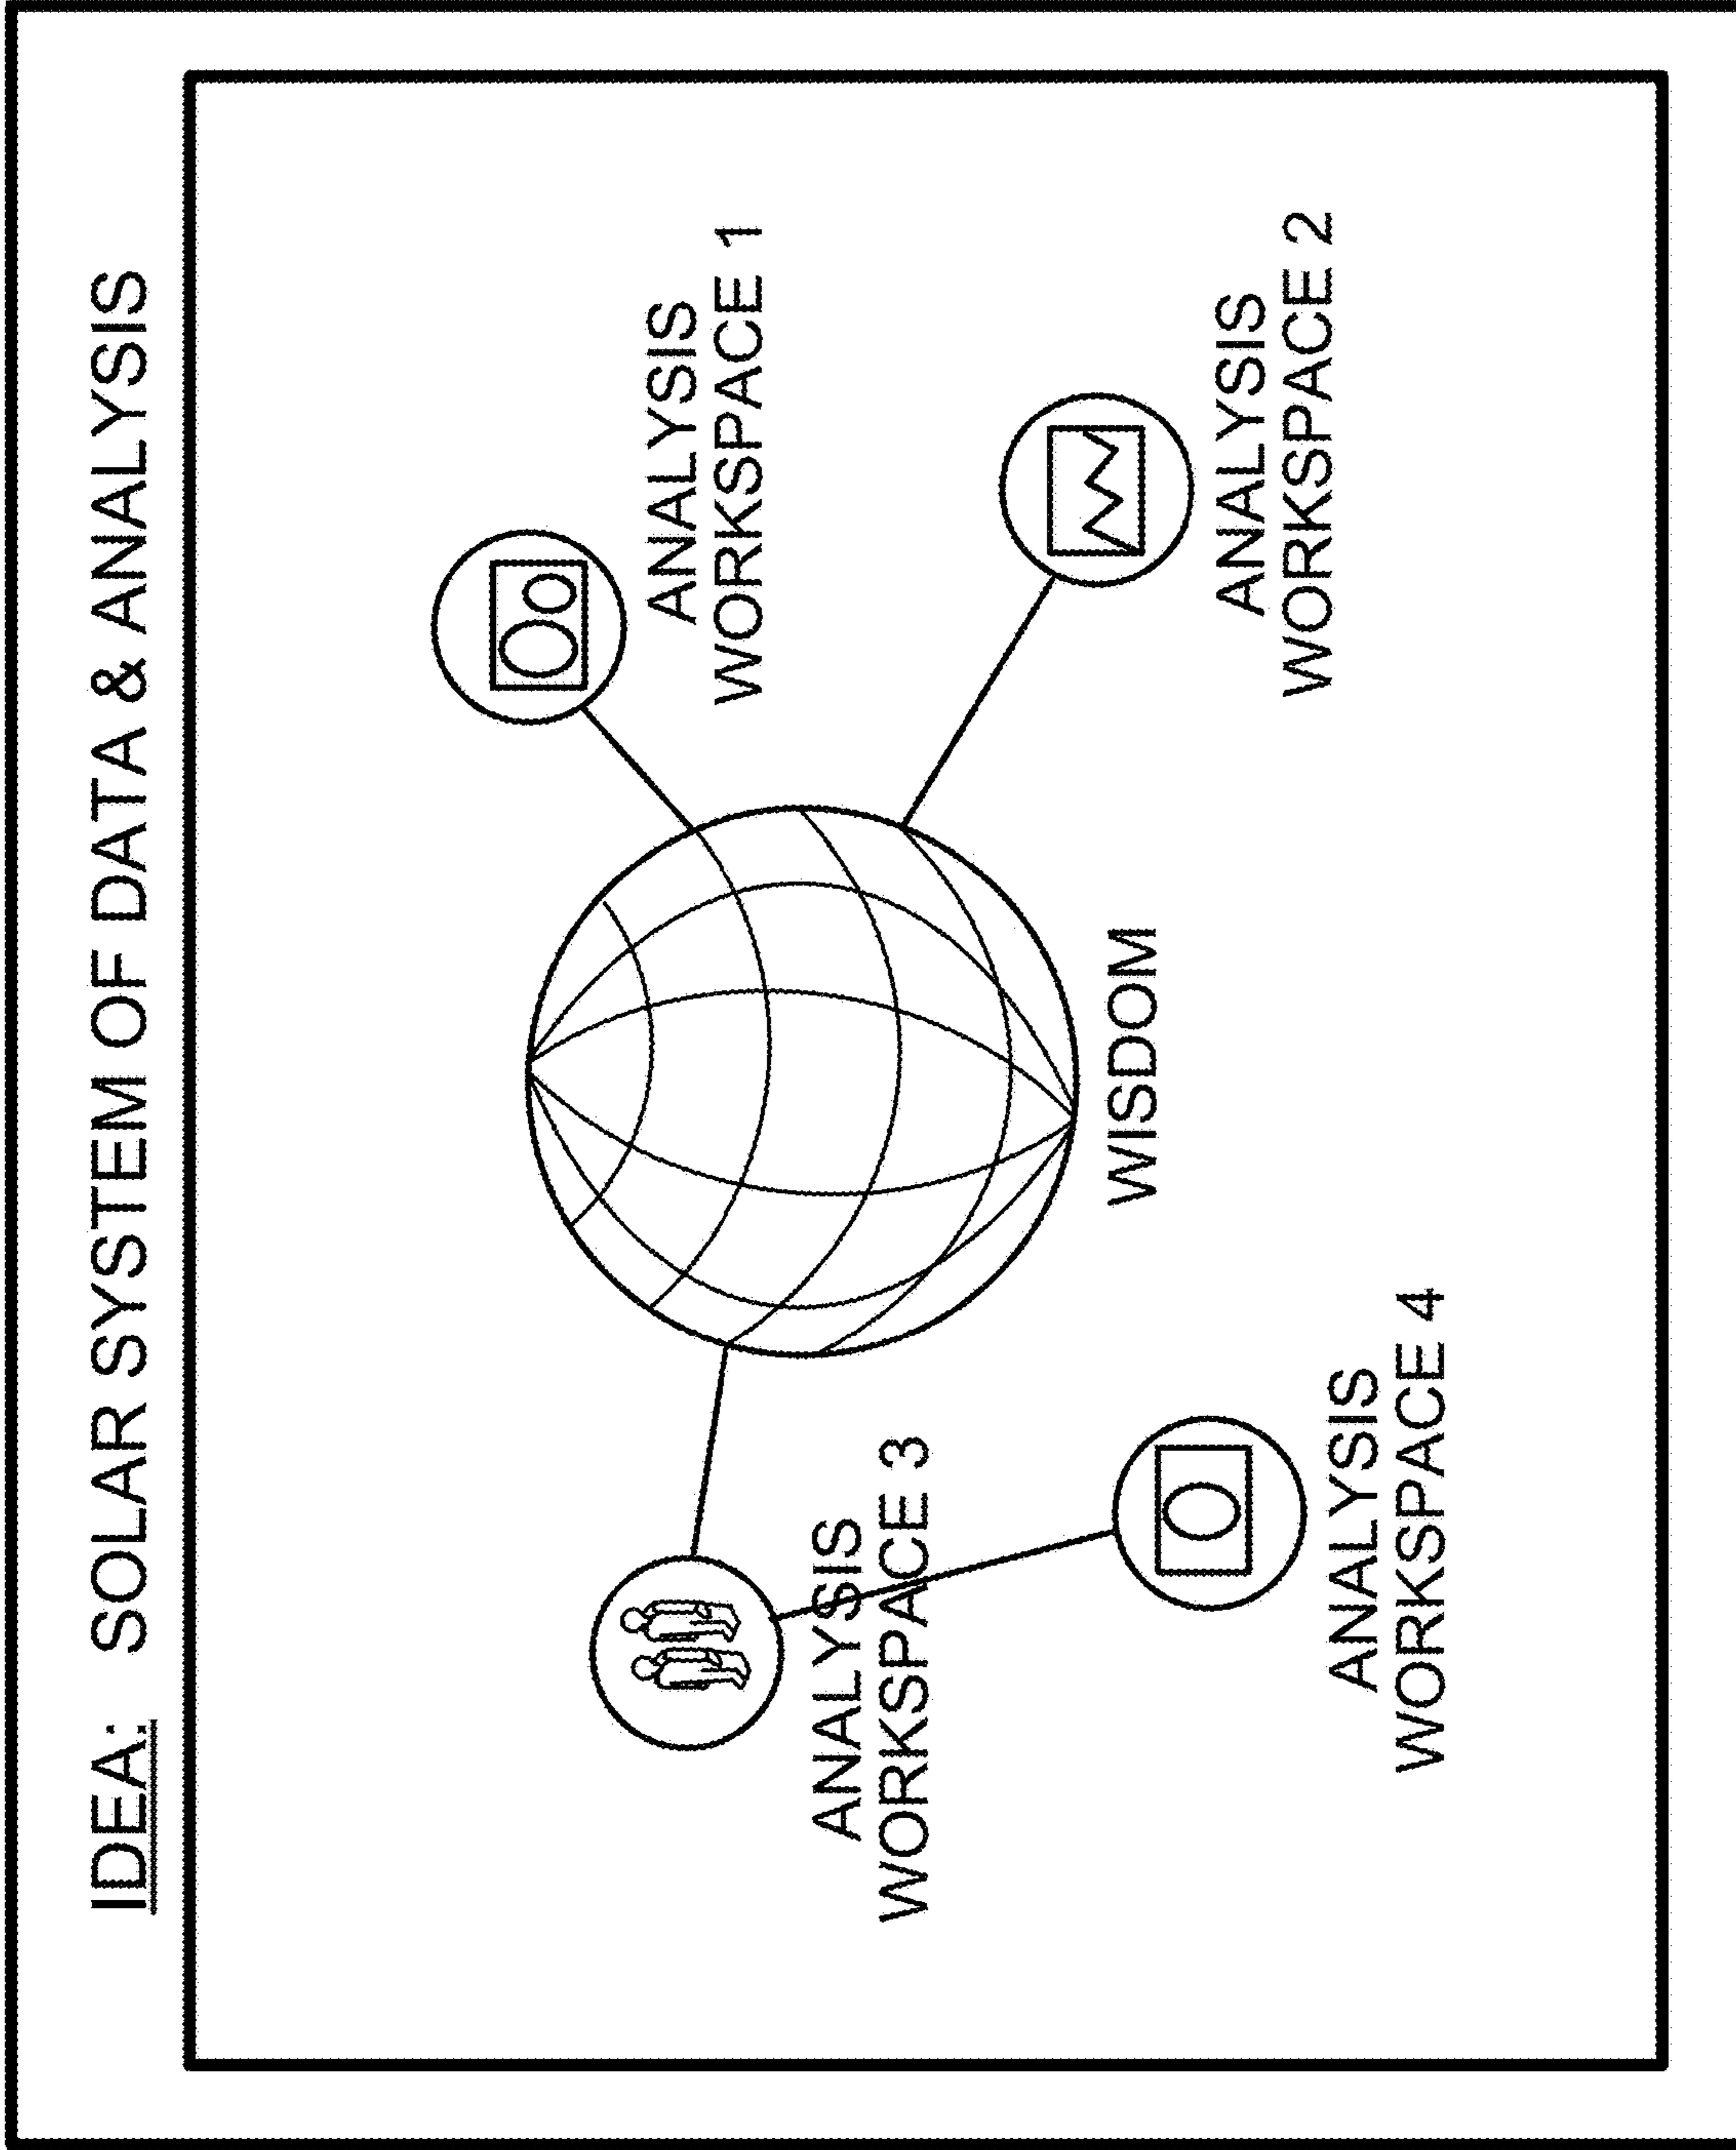 IDEA: SOLAR SYSTEM OF DATA & ANALYSIS
ANALYSIS
WORKSPACE 1
ANALYSIS
WORKSPACE 2
WISDOM
ANALYSIS
WORKSPACE 3
ANALYSIS
WORKSPACE 4